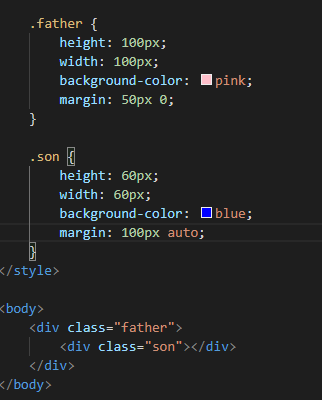 .father {
height: 100px;
width: 100px;
background-color: pink;
margin: 50px 0;
}
.son {
height: 60px;
width: 60px;
background-color: blue;
margin: 100px auto;
}
</style>
<body>
<div class="father">
<div class="son"></div>
</div>
</body>